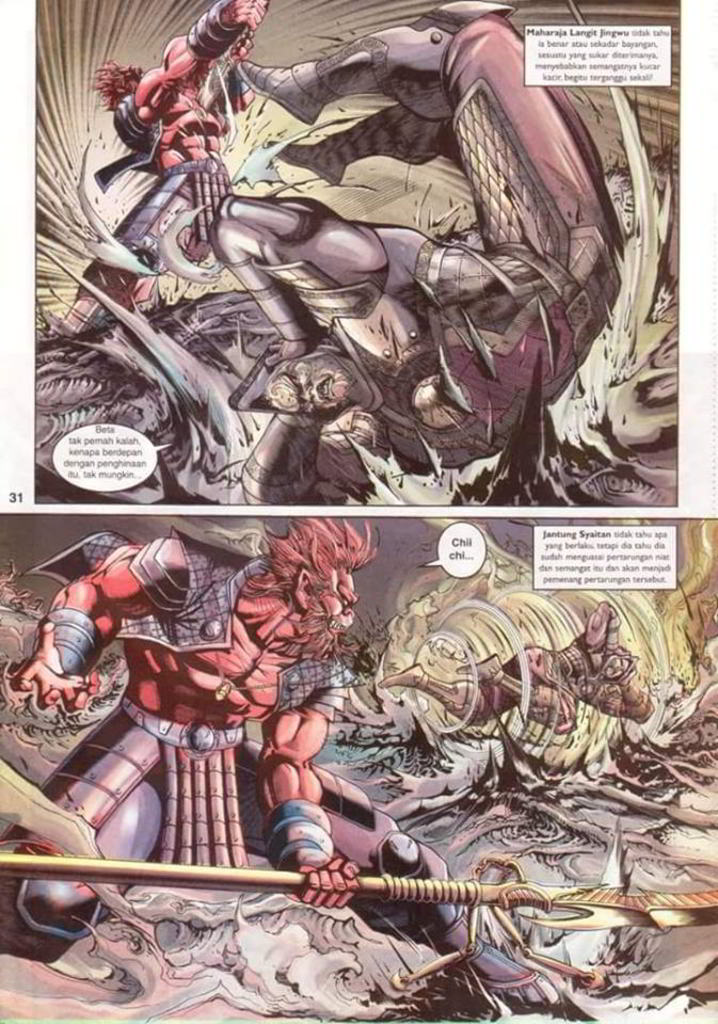 Maharaja Langit Jingwu tidak tahu
ia benar atau sekadar bayangan,
sesuatu yang sukar diterimanya,
menyebabkan semangatnya kucar
kacir, begitu terganggu sekali!
Beta
tak pernah kalah,
kenapa berdepan
dengan penghinaan
itu, tak mungkin...
31
Chii
chi...
Jantung Syaitan tidak tahu apa
yang berlaku, tetapi dia tahu dia
sudah menguasai pertarungan niat
dan semangat itu dan akan menjadi
pemenang pertarungan tersebut.